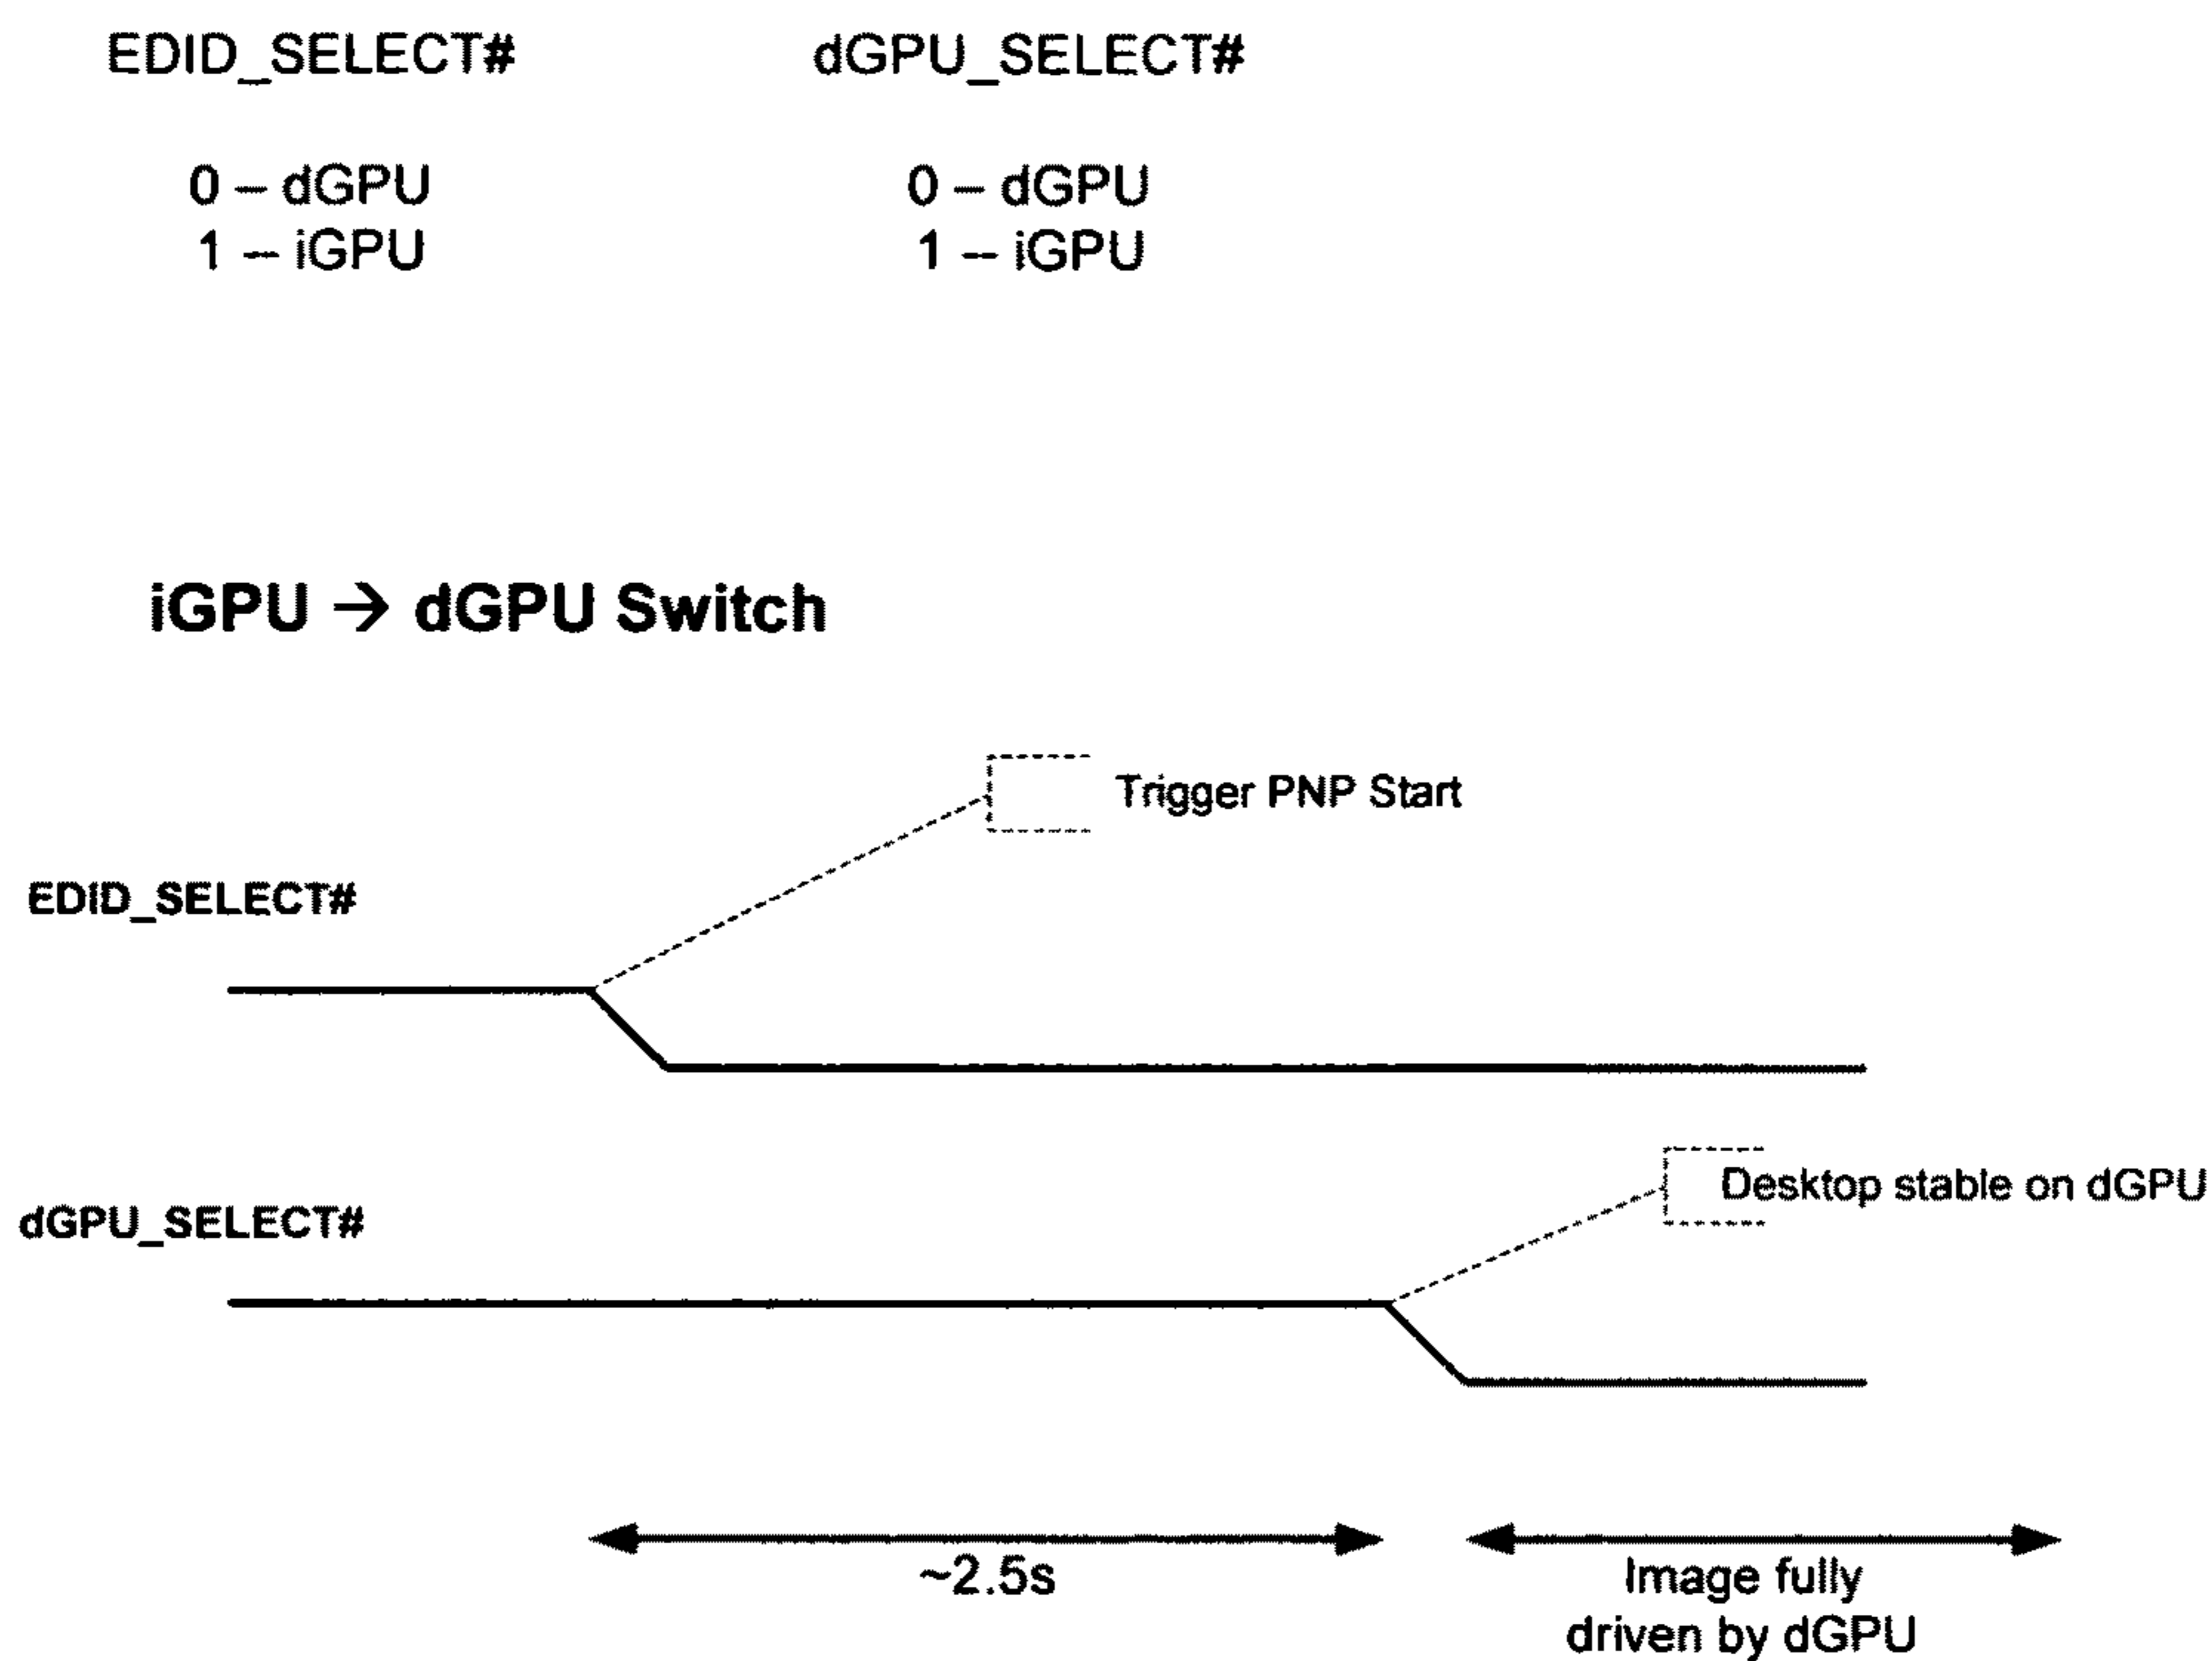 EDID_SELECT#
dGPU_SELECT#
0 – dGPU
1 – iGPU
0 – dGPU
1 – iGPU
iGPU → dGPU Switch
Trigger PNP Start
EDID_SELECT#
Desktop stable on dGPU
dGPU_SELECT#
~2.5s
Image fully
driven by dGPU